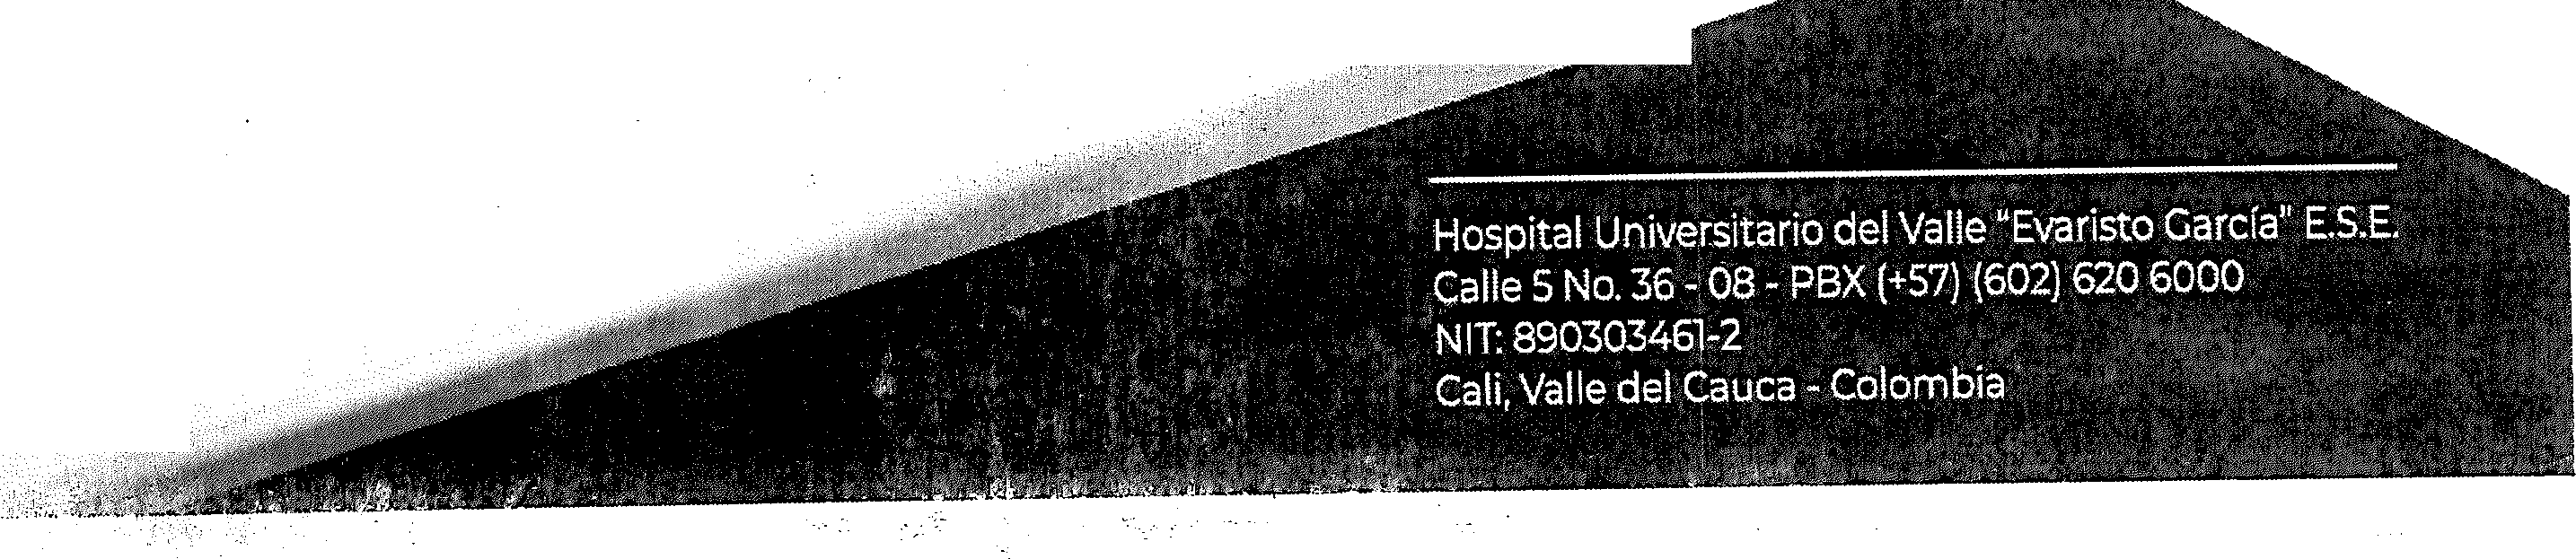 Hospital Universitario del Valle “Evaristo García” E.S.E.
Calle 5 No. 36 - 08 - PBX (+57) (602) 620 6000
NIT: 890303461-2
Cali, Valle del Cauca - Colombia